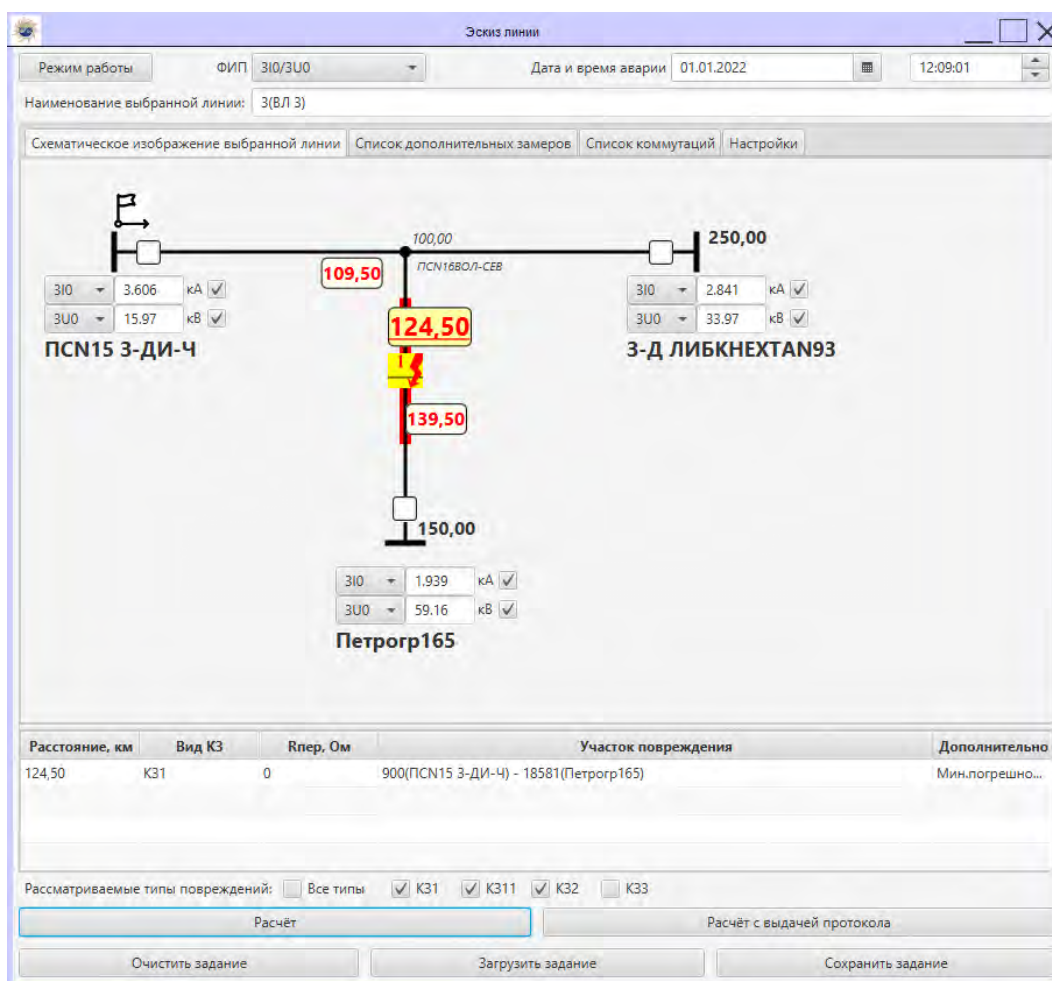 Эскиз линии
Режим работы ФИП 3I0/3U0 Дата и время аварии 01.01.2022 12:09:01
Наименование выбранной линии: 3(ВЛ 3)
Схематическое изображение выбранной линии Список дополнительных замеров Список коммутаций Настройки
100,00
250,00
109,50
ПСN16ВОЛ-СЕВ
3I0 3.606 кА
3U0 15.97 кВ
ПСN15 3-ДИ-Ч
3I0 2.841 кА
3U0 33.97 кВ
3-Д ЛИБКНЕХТАN93
124,50
1
139,50
150,00
3I0 1.939 кА
3U0 59.16 кВ
Петрогр165
Расстояние, км Вид КЗ Rпер, Ом Участок повреждения Дополнительно
124,50 К31 0 900(ПСN15 3-ДИ-Ч) - 18581(Петрогр165) Мин.погрешно...
Рассматриваемые типы повреждений: Все типы К31 К311 К32 К33
Расчёт Расчёт с выдачей протокола
Очистить задание Загрузить задание Сохранить задание